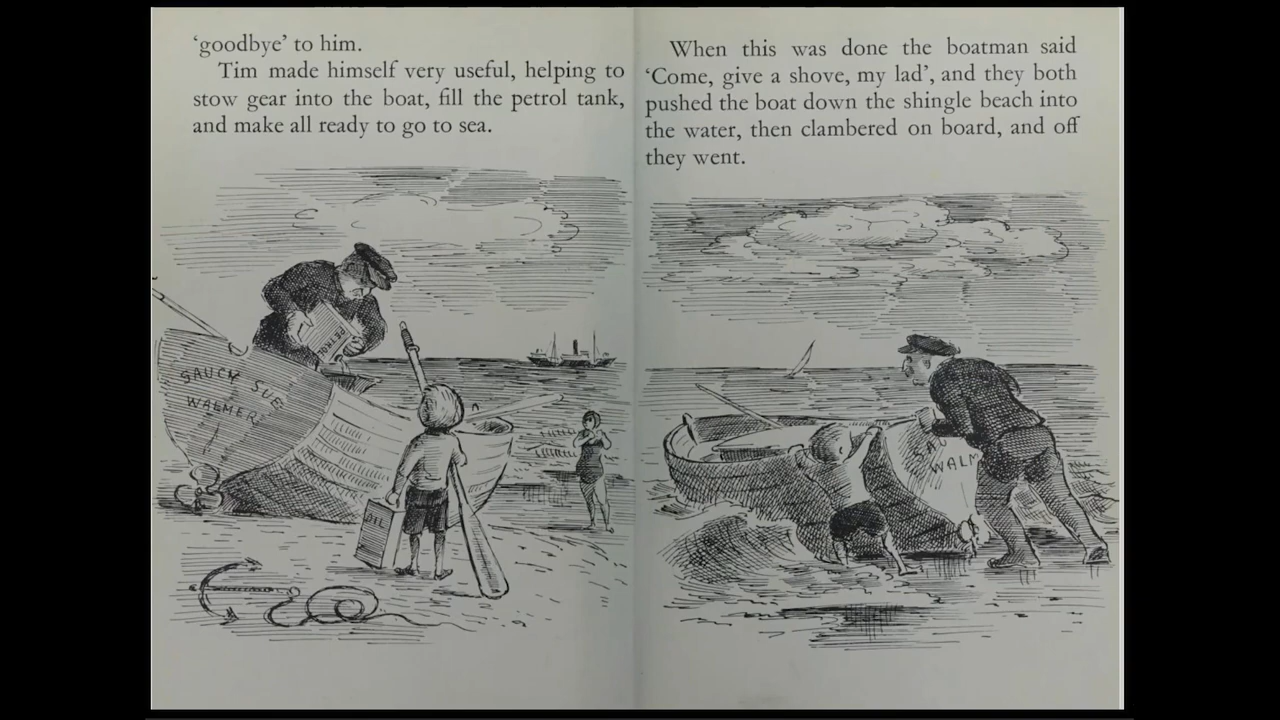 ‘goodbye’ to him.
Tim made himself very useful, helping to
stow gear into the boat, fill the petrol tank,
and make all ready to go to sea.
PETROL
SAUCY SUE
WALMER
OIL
When this was done the boatman said
‘Come, give a shove, my lad’, and they both
pushed the boat down the shingle beach into
the water, then clambered on board, and off
they went.
SAU
WALM